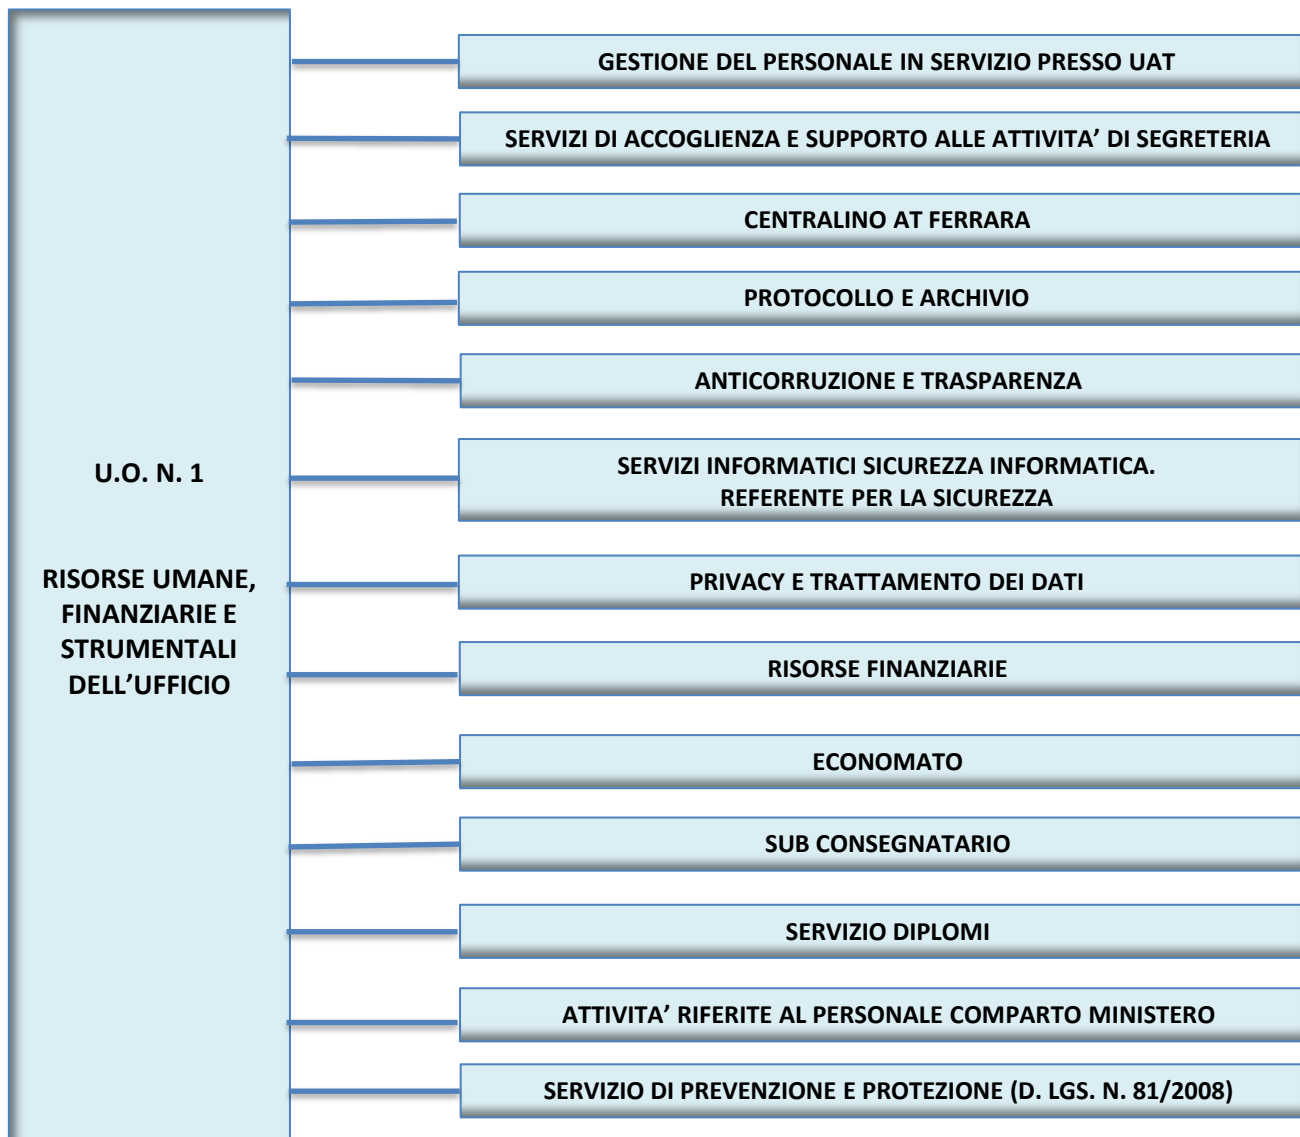 U.O. N. 1
RISORSE UMANE,
FINANZIARIE E
STRUMENTALI
DELL’UFFICIO
GESTIONE DEL PERSONALE IN SERVIZIO PRESSO UAT
SERVIZI DI ACCOGLIENZA E SUPPORTO ALLE ATTIVITA’ DI SEGRETERIA
CENTRALINO AT FERRARA
PROTOCOLLO E ARCHIVIO
ANTICORRUZIONE E TRASPARENZA
SERVIZI INFORMATICI SICUREZZA INFORMATICA.
REFERENTE PER LA SICUREZZA
PRIVACY E TRATTAMENTO DEI DATI
RISORSE FINANZIARIE
ECONOMATO
SUB CONSEGNATARIO
SERVIZIO DIPLOMI
ATTIVITA’ RIFERITE AL PERSONALE COMPARTO MINISTERO
SERVIZIO DI PREVENZIONE E PROTEZIONE (D. LGS. N. 81/2008)